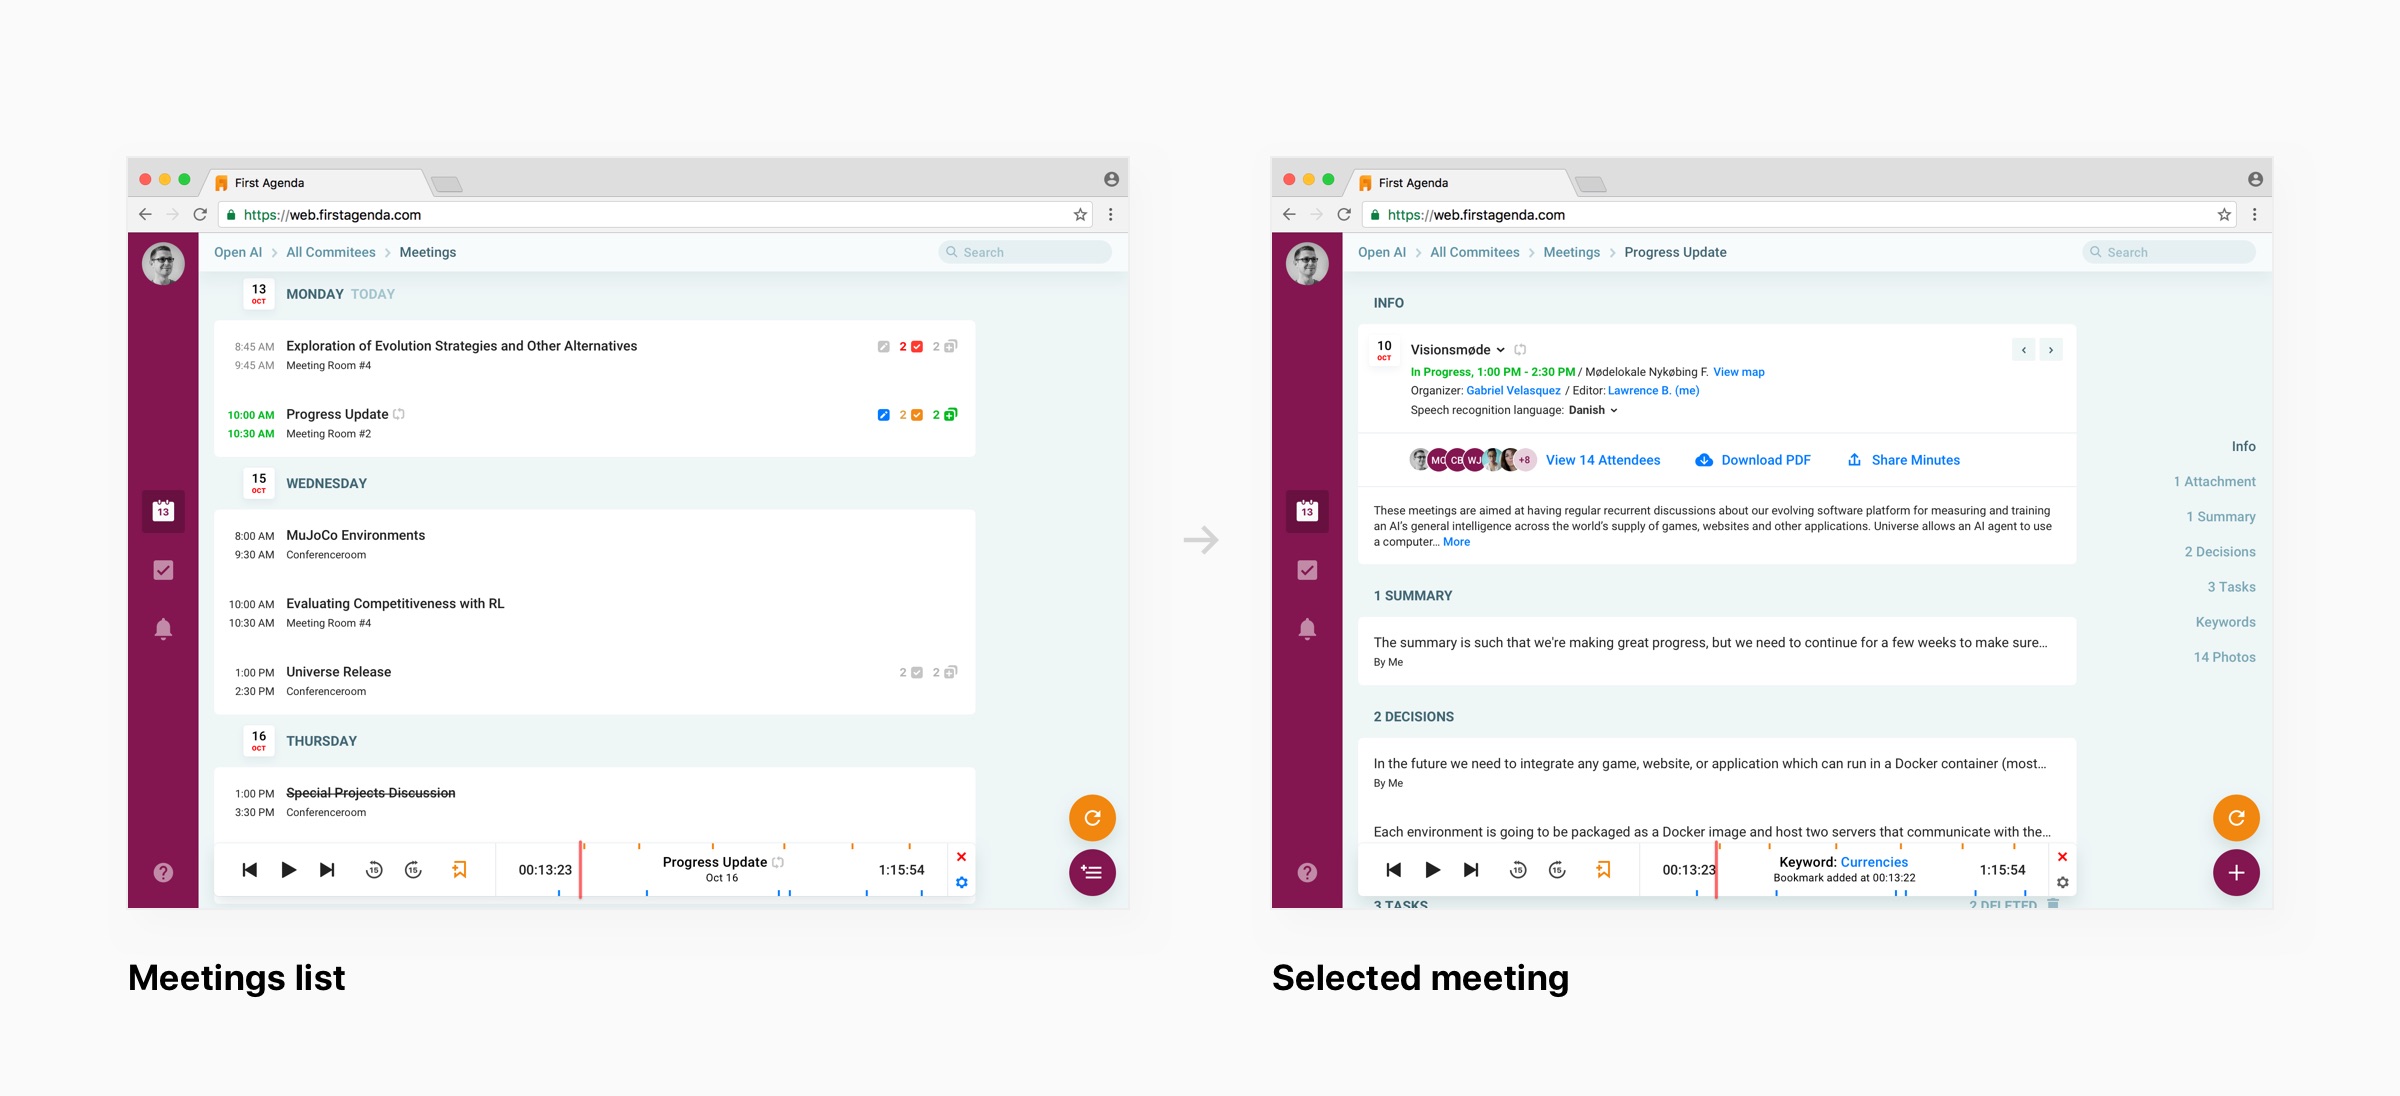 First Agenda
https://web.firstagenda.com
Open AI > All Commitees > Meetings
Search
13
OCT
MONDAY TODAY
8:45 AM Exploration of Evolution Strategies and Other Alternatives 2 2
9:45 AM Meeting Room #4
10:00 AM Progress Update 2 2
10:30 AM Meeting Room #2
15
OCT
WEDNESDAY
8:00 AM MuJoCo Environments
9:30 AM Conferenceroom
10:00 AM Evaluating Competitiveness with RL
10:30 AM Meeting Room #4
1:00 PM Universe Release 2 2
2:30 PM Conferenceroom
16
OCT
THURSDAY
1:00 PM Special Projects Discussion
3:30 PM Conferenceroom
13
15 15
00:13:23
Progress Update
Oct 16
1:15:54
Meetings list
First Agenda
https://web.firstagenda.com
Open AI > All Commitees > Meetings > Progress Update
Search
INFO
10
OCT
Visionsmøde
In Progress, 1:00 PM - 2:30 PM / Mødelokale Nykøbing F. View map
Organizer: Gabriel Velasquez / Editor: Lawrence B. (me)
Speech recognition language: Danish
MC CB WJ +8 View 14 Attendees Download PDF Share Minutes
These meetings are aimed at having regular recurrent discussions about our evolving software platform for measuring and training
an AI's general intelligence across the world's supply of games, websites and other applications. Universe allows an AI agent to use
a computer... More
1 SUMMARY
The summary is such that we're making great progress, but we need to continue for a few weeks to make sure...
By Me
2 DECISIONS
In the future we need to integrate any game, website, or application which can run in a Docker container (most...
By Me
Each environment is going to be packaged as a Docker image and host two servers that communicate with the...
13
15 15
00:13:23
Keyword: Currencies
Bookmark added at 00:13:22
1:15:54
3 TASKS 2 DELETED
Info
1 Attachment
1 Summary
2 Decisions
3 Tasks
Keywords
14 Photos
Selected meeting